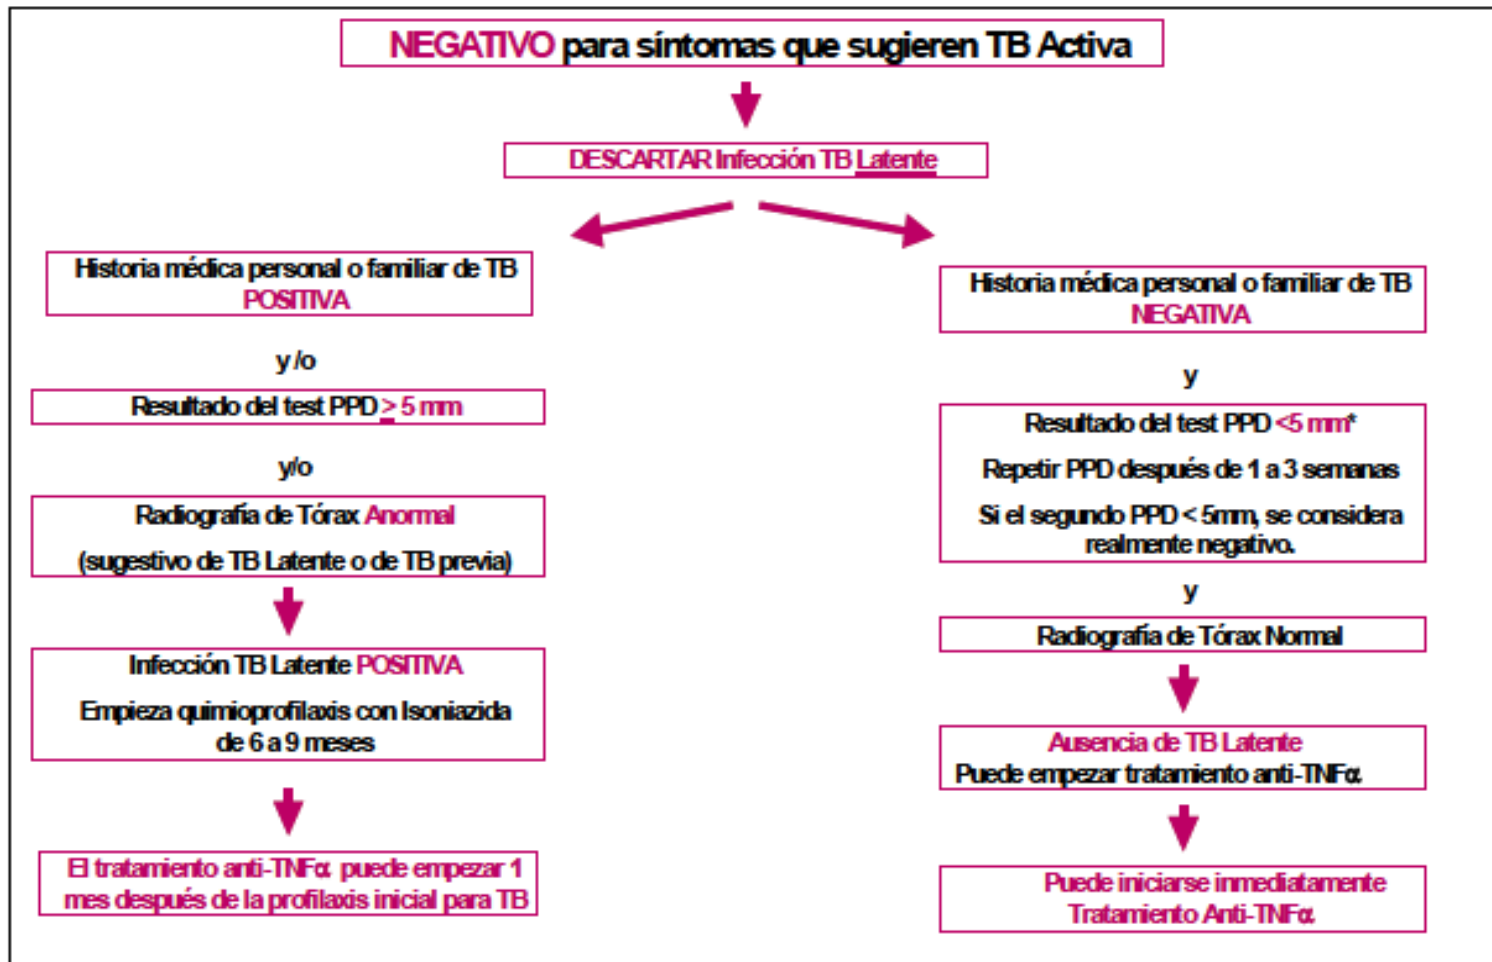 NEGATIVO para síntomas que sugieren TB Activa
DESCARTAR Infección TB Latente
Historia médica personal o familiar de TB
POSITIVA
y /o
Resultado del test PPD > 5 mm
y/o
Radiografía de Tórax Anormal
(sugestivo de TB Latente o de TB previa)
Infección TB Latente POSITIVA
Empieza quimioprofilaxis con Isoniazida
de 6 a 9 meses
El tratamiento anti-TNFα puede empezar 1
mes después de la profilaxis inicial para TB
Historia médica personal o familiar de TB
NEGATIVA
y
Resultado del test PPD <5 mm*
Repetir PPD después de 1 a 3 semanas
Si el segundo PPD < 5mm, se considera
realmente negativo.
y
Radiografía de Tórax Normal
Ausencia de TB Latente
Puede empezar tratamiento anti-TNFα
Puede iniciarse inmediatamente
Tratamiento Anti-TNFα